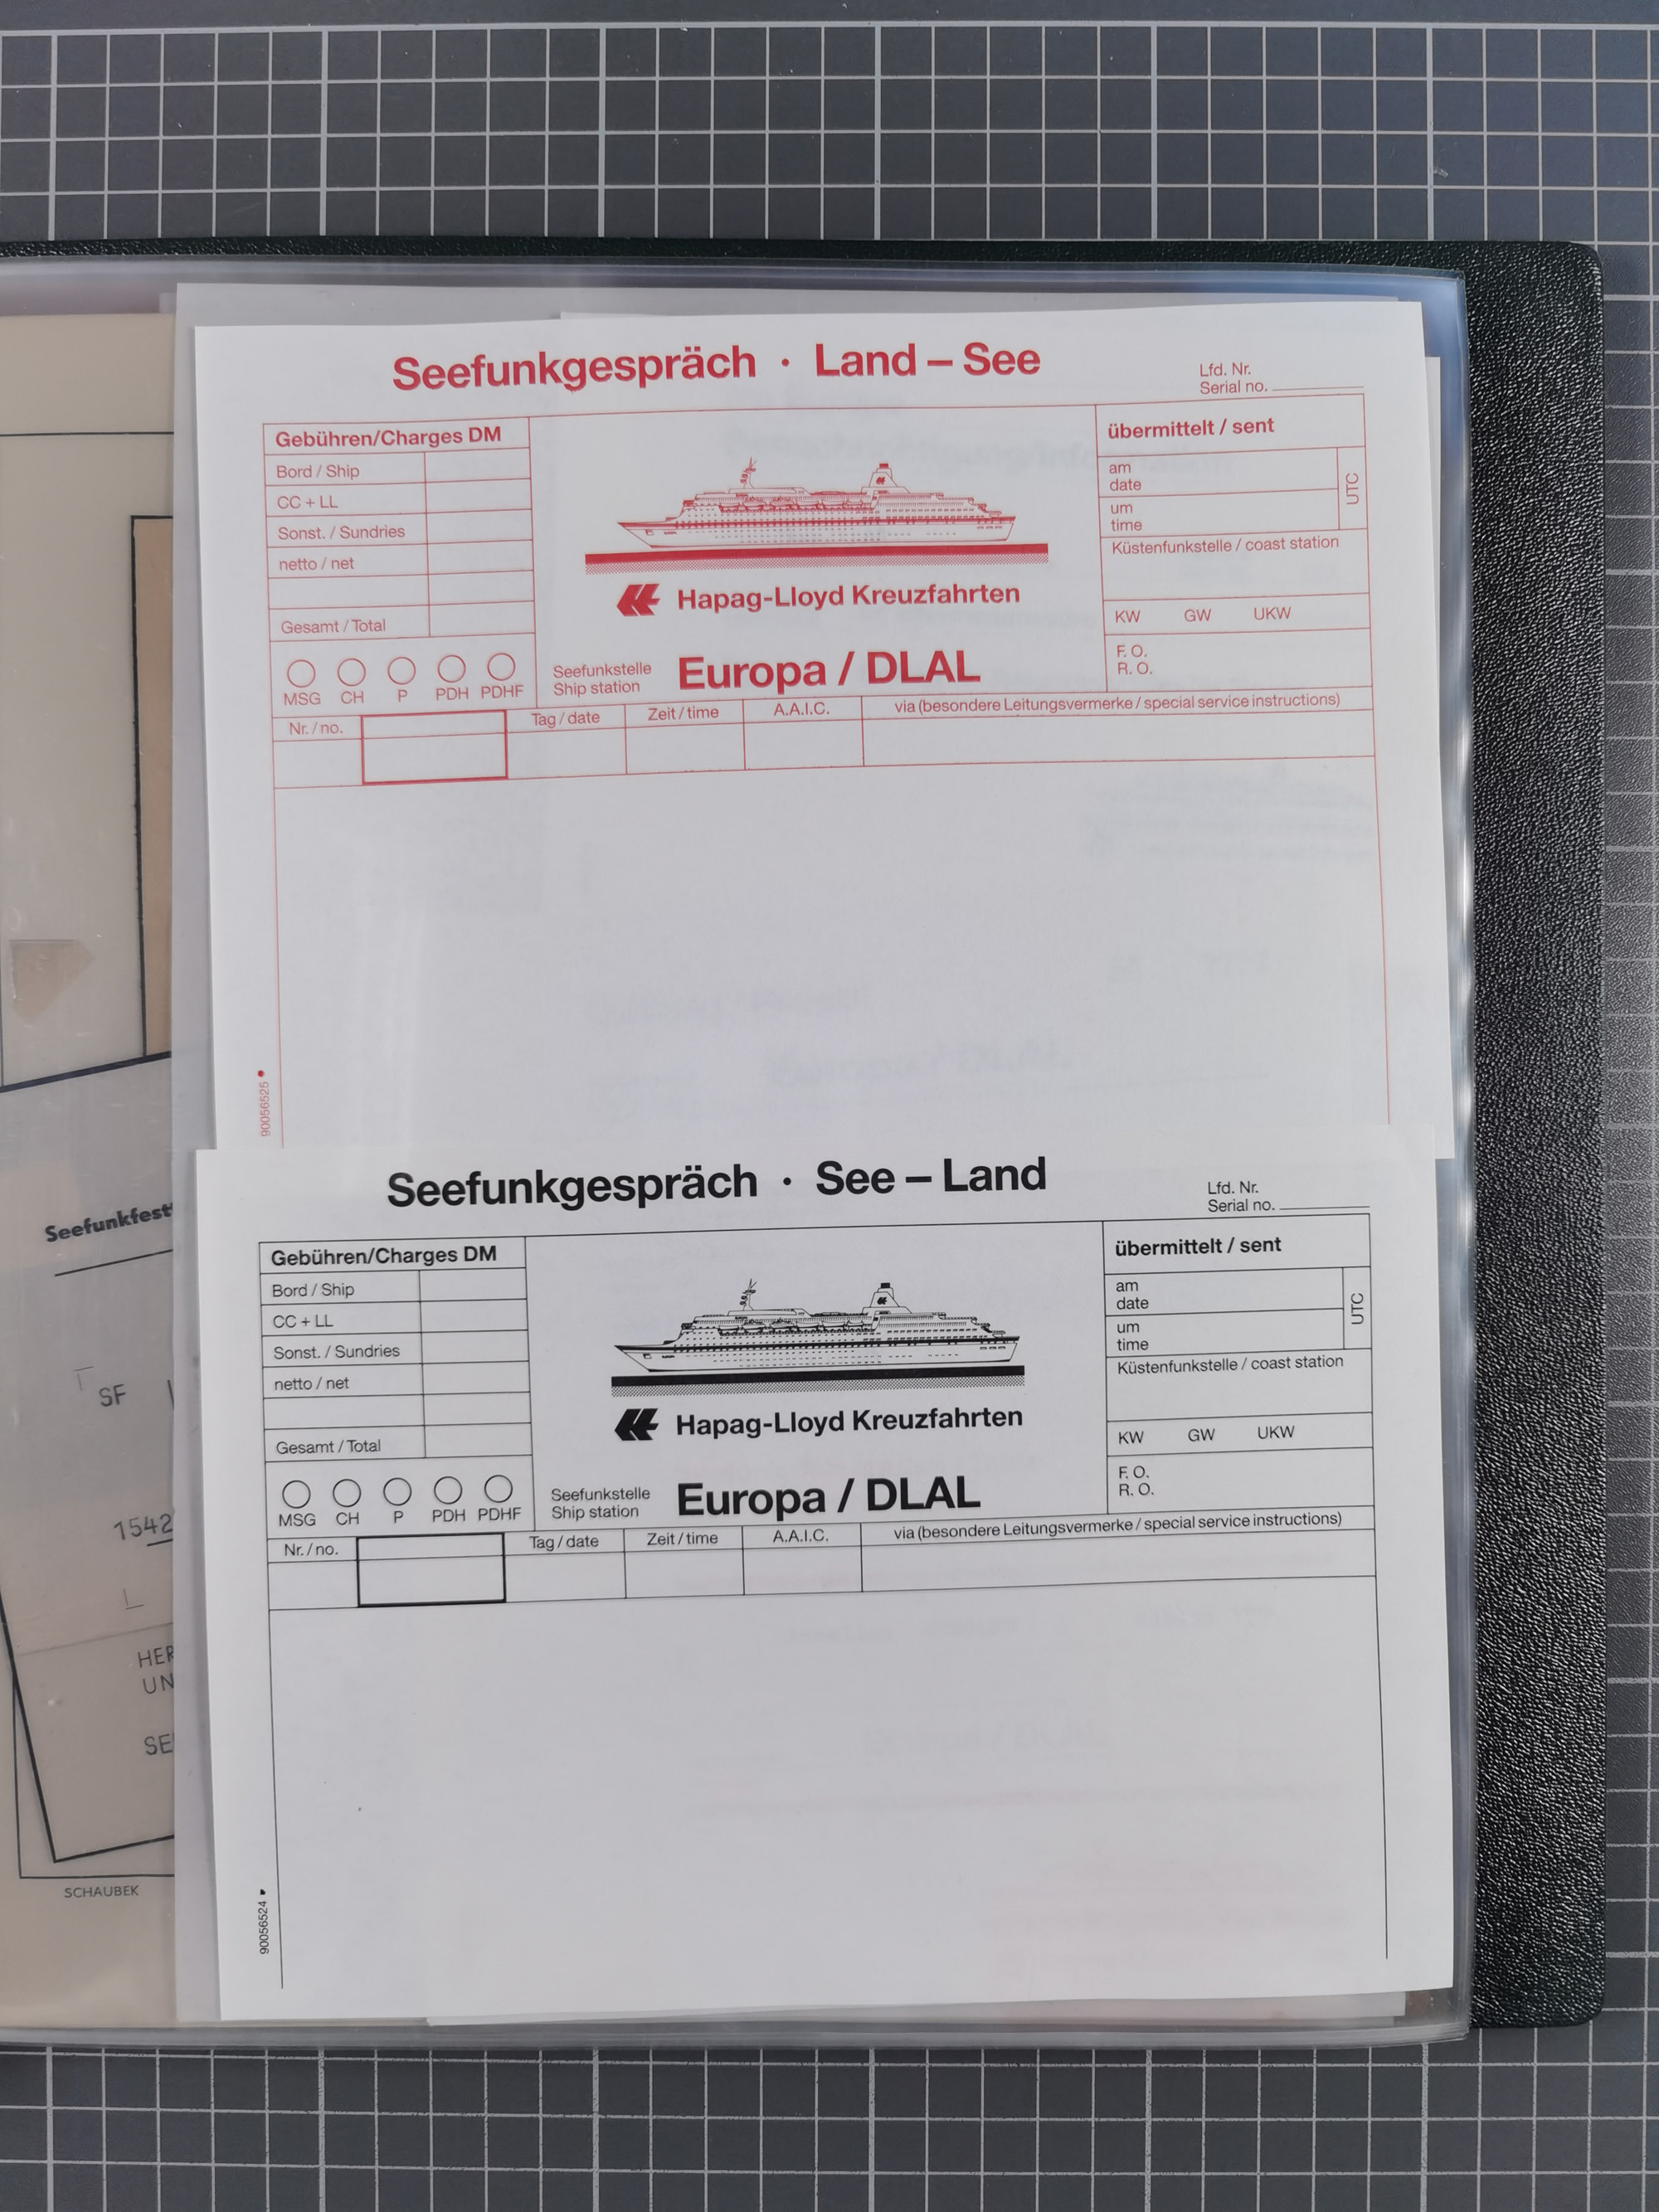 Seefunkgespräch · Land – See
Lfd. Nr.
Serial no.
Gebühren/Charges DM
Bord / Ship
CC + LL
Sonst. / Sundries
netto / net
Gesamt / Total
MSG CH P PDH PDHF
Hapag-Lloyd Kreuzfahrten
Seefunkstelle
Ship station
Europa / DLAL
übermittelt / sent
am
date
um
time
UTC
Küstenfunkstelle / coast station
KW GW UKW
F. O.
R. O.
Nr. / no. Tag / date Zeit / time A.A.I.C. via (besondere Leitungsvermerke / special service instructions)
90056525
Seefunkgespräch · See – Land
Lfd. Nr.
Serial no.
Gebühren/Charges DM
Bord / Ship
CC + LL
Sonst. / Sundries
netto / net
Gesamt / Total
MSG CH P PDH PDHF
Hapag-Lloyd Kreuzfahrten
Seefunkstelle
Ship station
Europa / DLAL
übermittelt / sent
am
date
um
time
UTC
Küstenfunkstelle / coast station
KW GW UKW
F. O.
R. O.
Nr. / no. Tag / date Zeit / time A.A.I.C. via (besondere Leitungsvermerke / special service instructions)
90056524
Seefunkfest
SF
1542
L
HER
UN
SE
SCHAUBEK